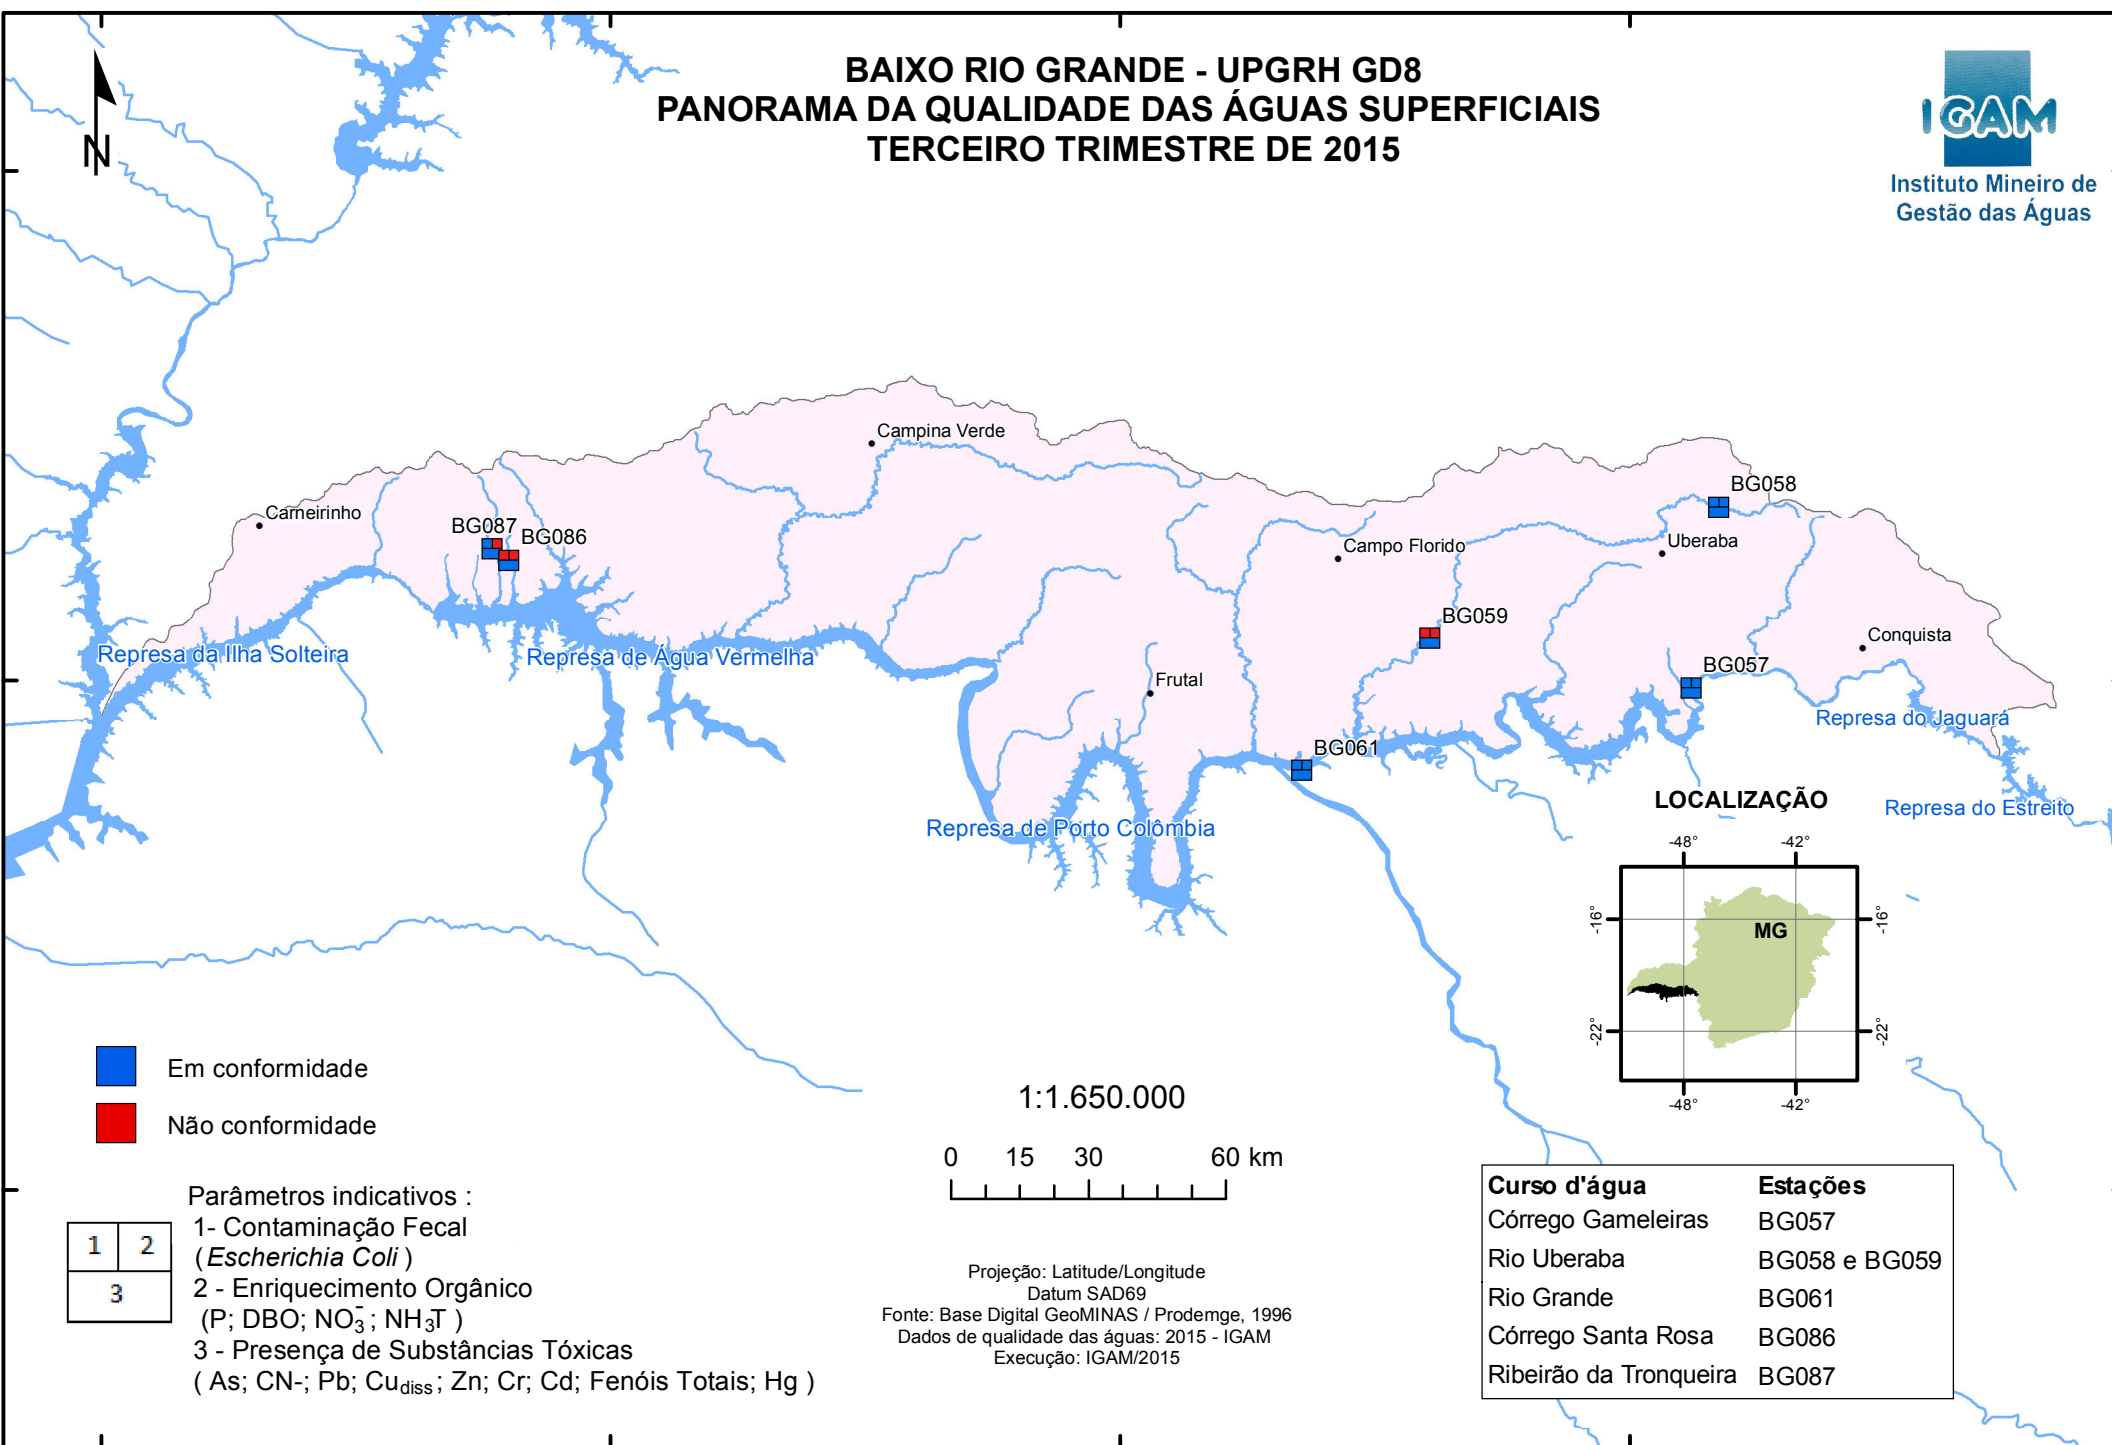 BAIXO RIO GRANDE - UPGRH GD8
PANORAMA DA QUALIDADE DAS ÁGUAS SUPERFICIAIS
TERCEIRO TRIMESTRE DE 2015
N
IGAM
Instituto Mineiro de
Gestão das Águas
Campina Verde
Carneirinho
BG087
BG086
BG058
Uberaba
Campo Florido
BG059
Conquista
BG057
Represa da Ilha Solteira
Represa de Água Vermelha
Frutal
Represa do Jaguará
BG061
Represa do Estreito
Represa de Porto Colômbia
LOCALIZAÇÃO
-48° -42°
-16° -16°
MG
-22° -22°
-48° -42°
Em conformidade
Não conformidade
1:1.650.000
0 15 30 60 km
Parâmetros indicativos :
1 2
3
1- Contaminação Fecal
(Escherichia Coli )
2 - Enriquecimento Orgânico
(P; DBO; NO₃⁻; NH₃T )
3 - Presença de Substâncias Tóxicas
( As; CN-; Pb; Cudiss; Zn; Cr; Cd; Fenóis Totais; Hg )
Projeção: Latitude/Longitude
Datum SAD69
Fonte: Base Digital GeoMINAS / Prodemge, 1996
Dados de qualidade das águas: 2015 - IGAM
Execução: IGAM/2015
Curso d'água Estações
Córrego Gameleiras BG057
Rio Uberaba BG058 e BG059
Rio Grande BG061
Córrego Santa Rosa BG086
Ribeirão da Tronqueira BG087